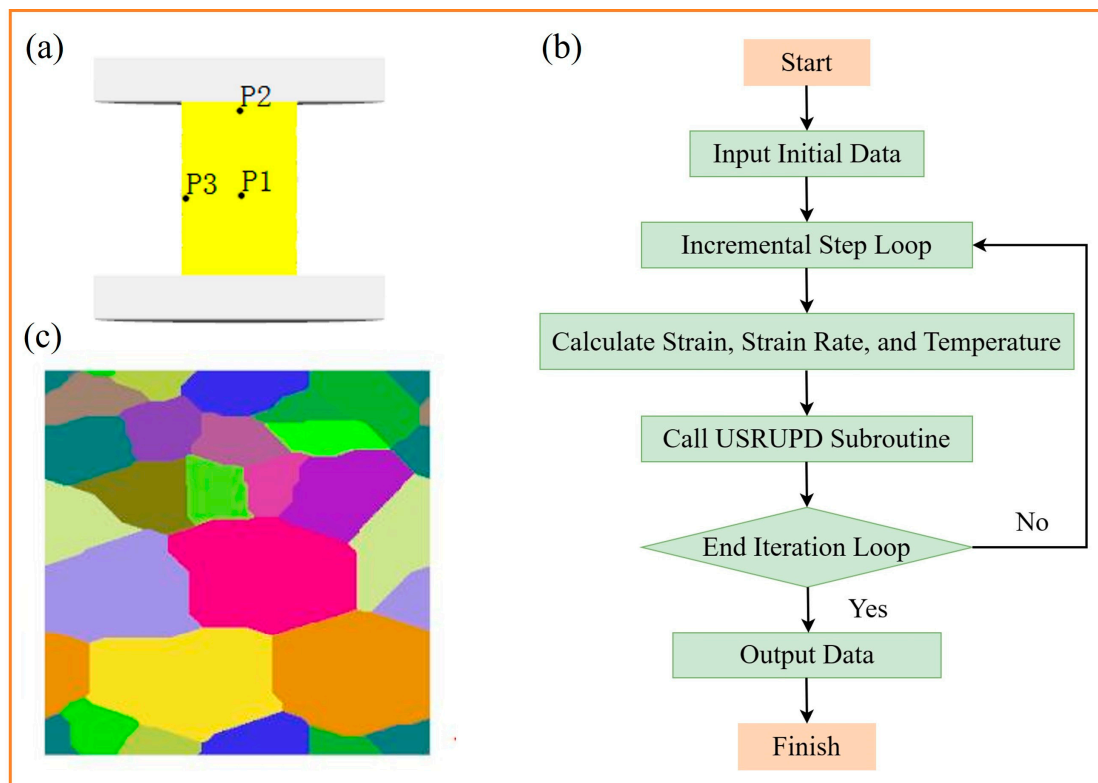 (a)
P2
P3
P1
(c)
(b)
Start
Input Initial Data
Incremental Step Loop
Calculate Strain, Strain Rate, and Temperature
Call USRUPD Subroutine
End Iteration Loop
No
Yes
Output Data
Finish